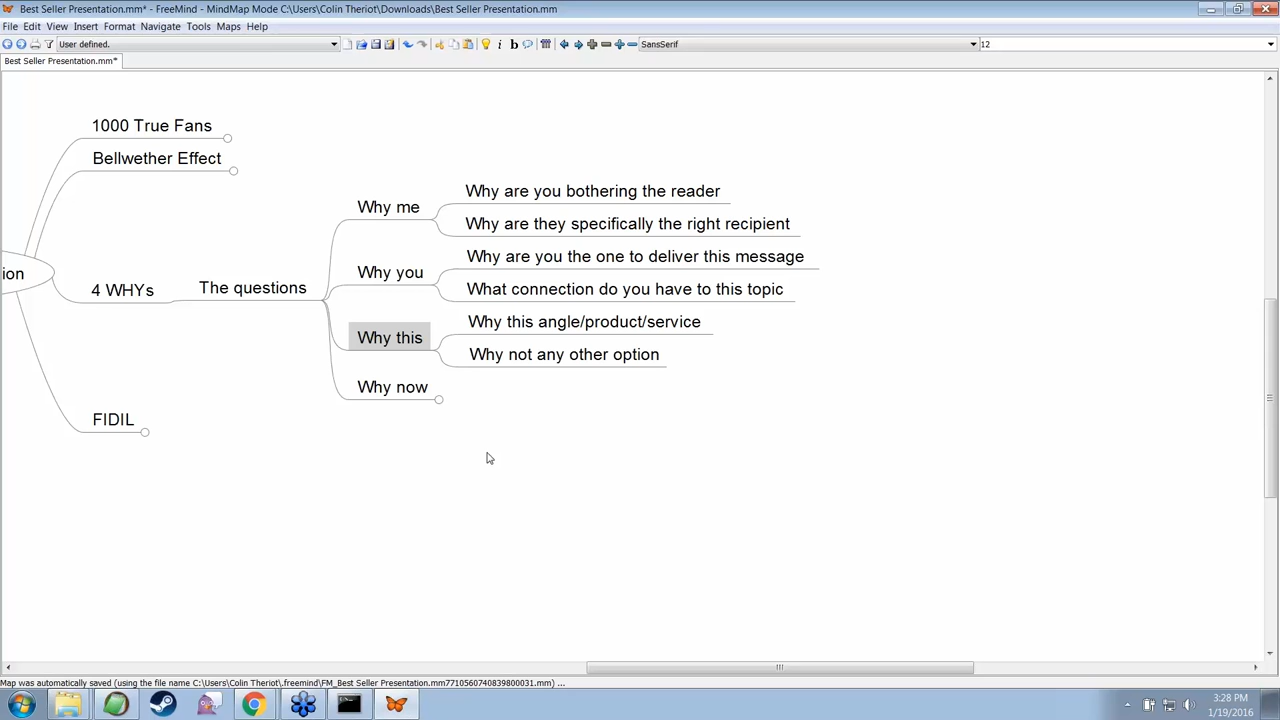 Best Seller Presentation.mm* - FreeMind - MindMap Mode C:\Users\Colin Theriot\Downloads\Best Seller Presentation.mm
File Edit View Insert Format Navigate Tools Maps Help
User defined.
SansSerif
12
Best Seller Presentation.mm*
1000 True Fans
Bellwether Effect
Why are you bothering the reader
Why me
Why are they specifically the right recipient
Why are you the one to deliver this message
Why you
ion
4 WHYs
The questions
What connection do you have to this topic
Why this angle/product/service
Why this
Why not any other option
Why now
FIDIL
Map was automatically saved (using the file name C:\Users\Colin Theriot\.freemind\FM_Best Seller Presentation.mm7710560740839800031.mm) ...
3:28 PM
1/19/2016